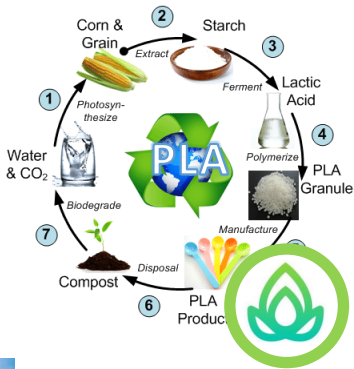 2
Corn &
Grain
Starch
Extract
3
Ferment
1
Photosyn-
thesize
Lactic
Acid
4
Polymerize
Water
& CO₂
PLA
PLA
Granule
Biodegrade
Manufacture
7
Disposal
Compost
6
PLA